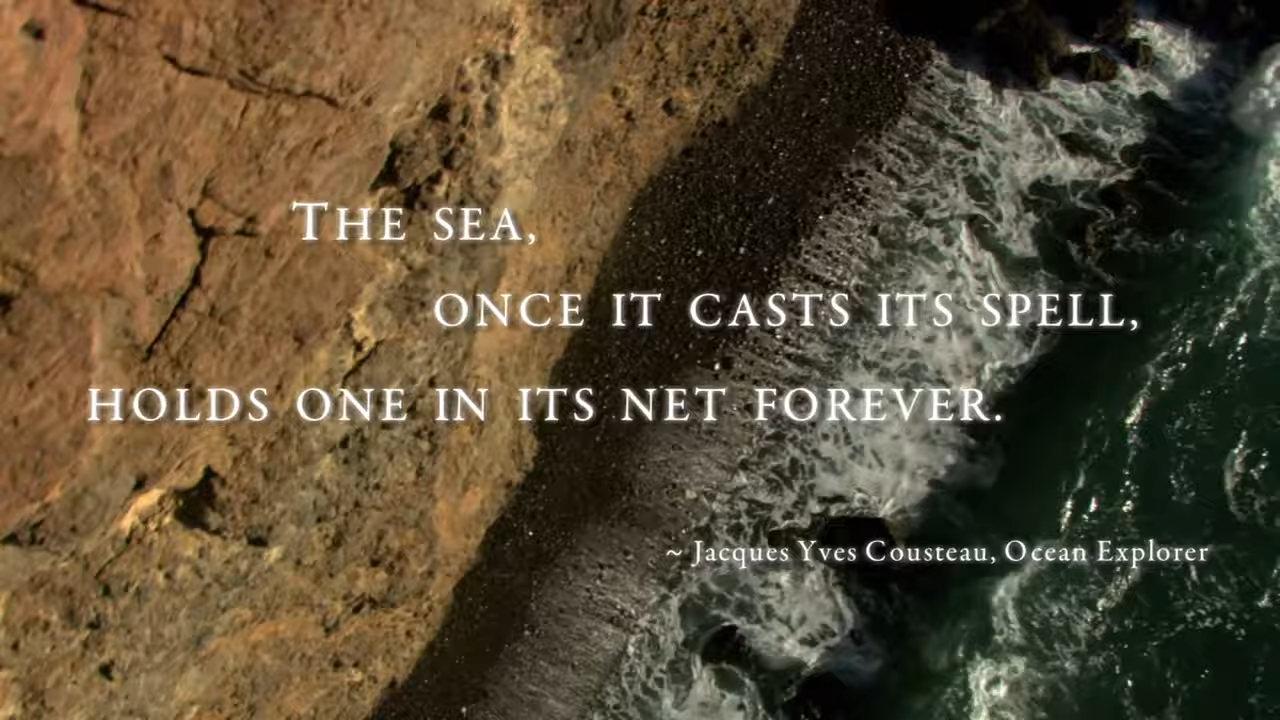 The sea,
once it casts its spell,
holds one in its net forever.
~ Jacques Yves Cousteau, Ocean Explorer